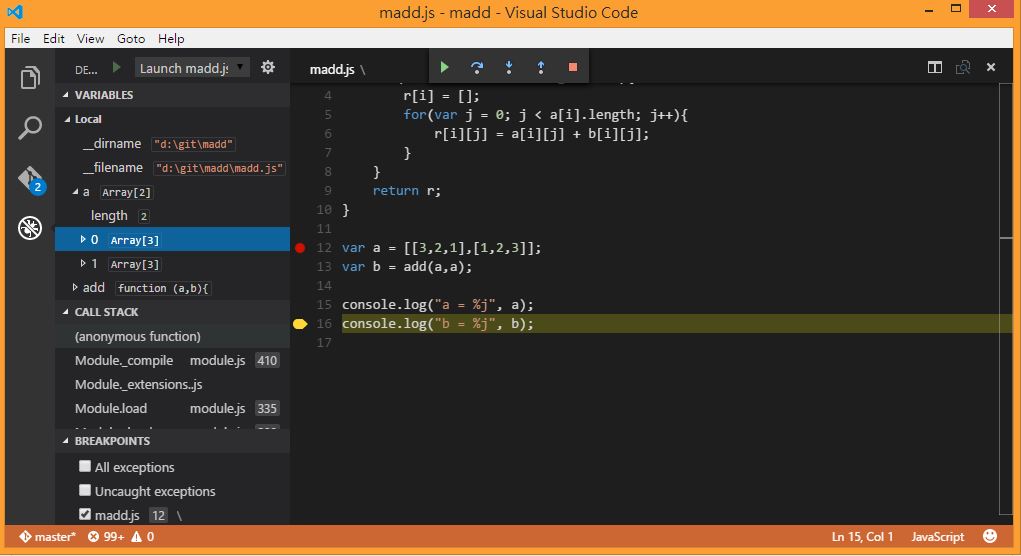 madd.js - madd - Visual Studio Code
File Edit View Goto Help
DE... Launch madd.js
madd.js \
VARIABLES
Local
__dirname "d:\git\madd"
__filename "d:\git\madd\madd.js"
a Array[2]
length 2
0 Array[3]
1 Array[3]
add function (a,b){
CALL STACK
(anonymous function)
Module._compile module.js 410
Module._extensions..js
Module.load module.js 335
BREAKPOINTS
All exceptions
Uncaught exceptions
madd.js 12 \
2
4 r[i] = [];
5 for(var j = 0; j < a[i].length; j++){
6 r[i][j] = a[i][j] + b[i][j];
7 }
8 }
9 return r;
10 }
11
12 var a = [[3,2,1],[1,2,3]];
13 var b = add(a,a);
14
15 console.log("a = %j", a);
16 console.log("b = %j", b);
17
master* 99+ 0 Ln 15, Col 1 JavaScript